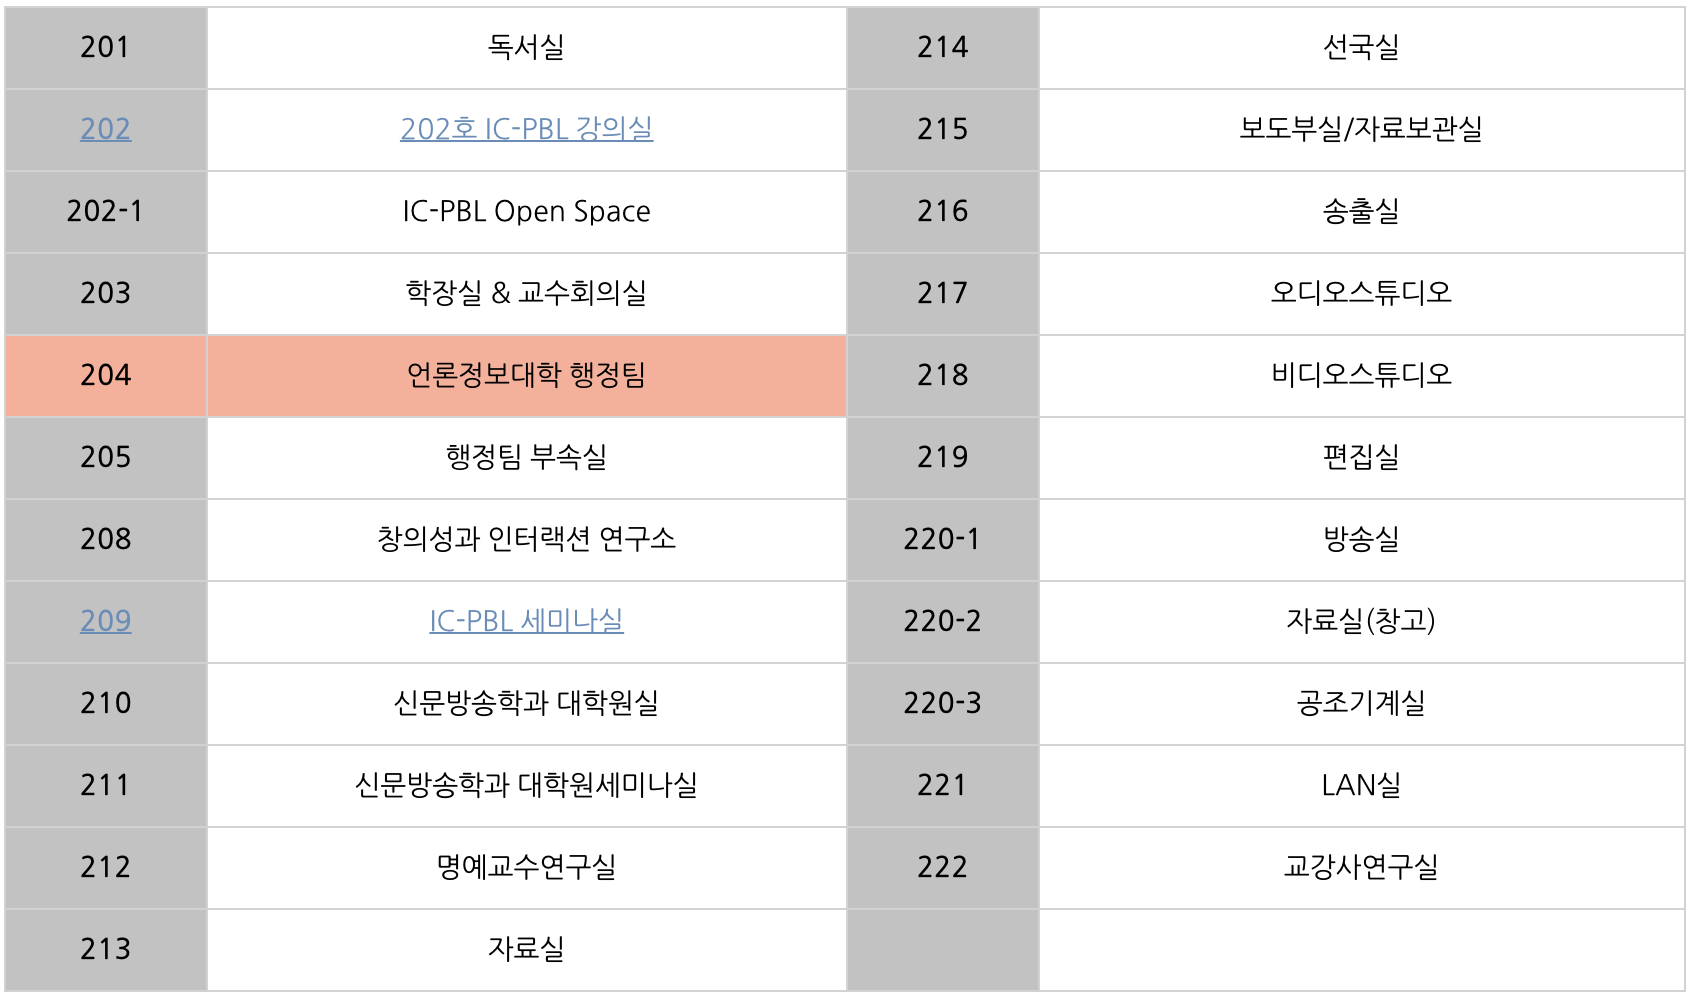 201 독서실 214 선국실
202 202호 IC-PBL 강의실 215 보도부실/자료보관실
202-1 IC-PBL Open Space 216 송출실
203 학장실 & 교수회의실 217 오디오스튜디오
204 언론정보대학 행정팀 218 비디오스튜디오
205 행정팀 부속실 219 편집실
208 창의성과 인터랙션 연구소 220-1 방송실
209 IC-PBL 세미나실 220-2 자료실(창고)
210 신문방송학과 대학원실 220-3 공조기계실
211 신문방송학과 대학원세미나실 221 LAN실
212 명예교수연구실 222 교강사연구실
213 자료실